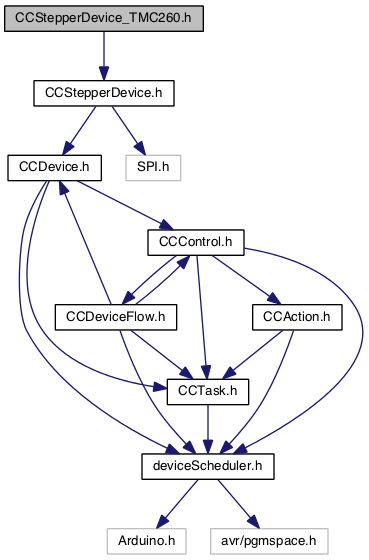 CCStepperDevice_TMC260.h
CCStepperDevice.h
CCDevice.h
SPI.h
CCControl.h
CCDeviceFlow.h
CCAction.h
CCTask.h
deviceScheduler.h
Arduino.h
avr/pgmspace.h